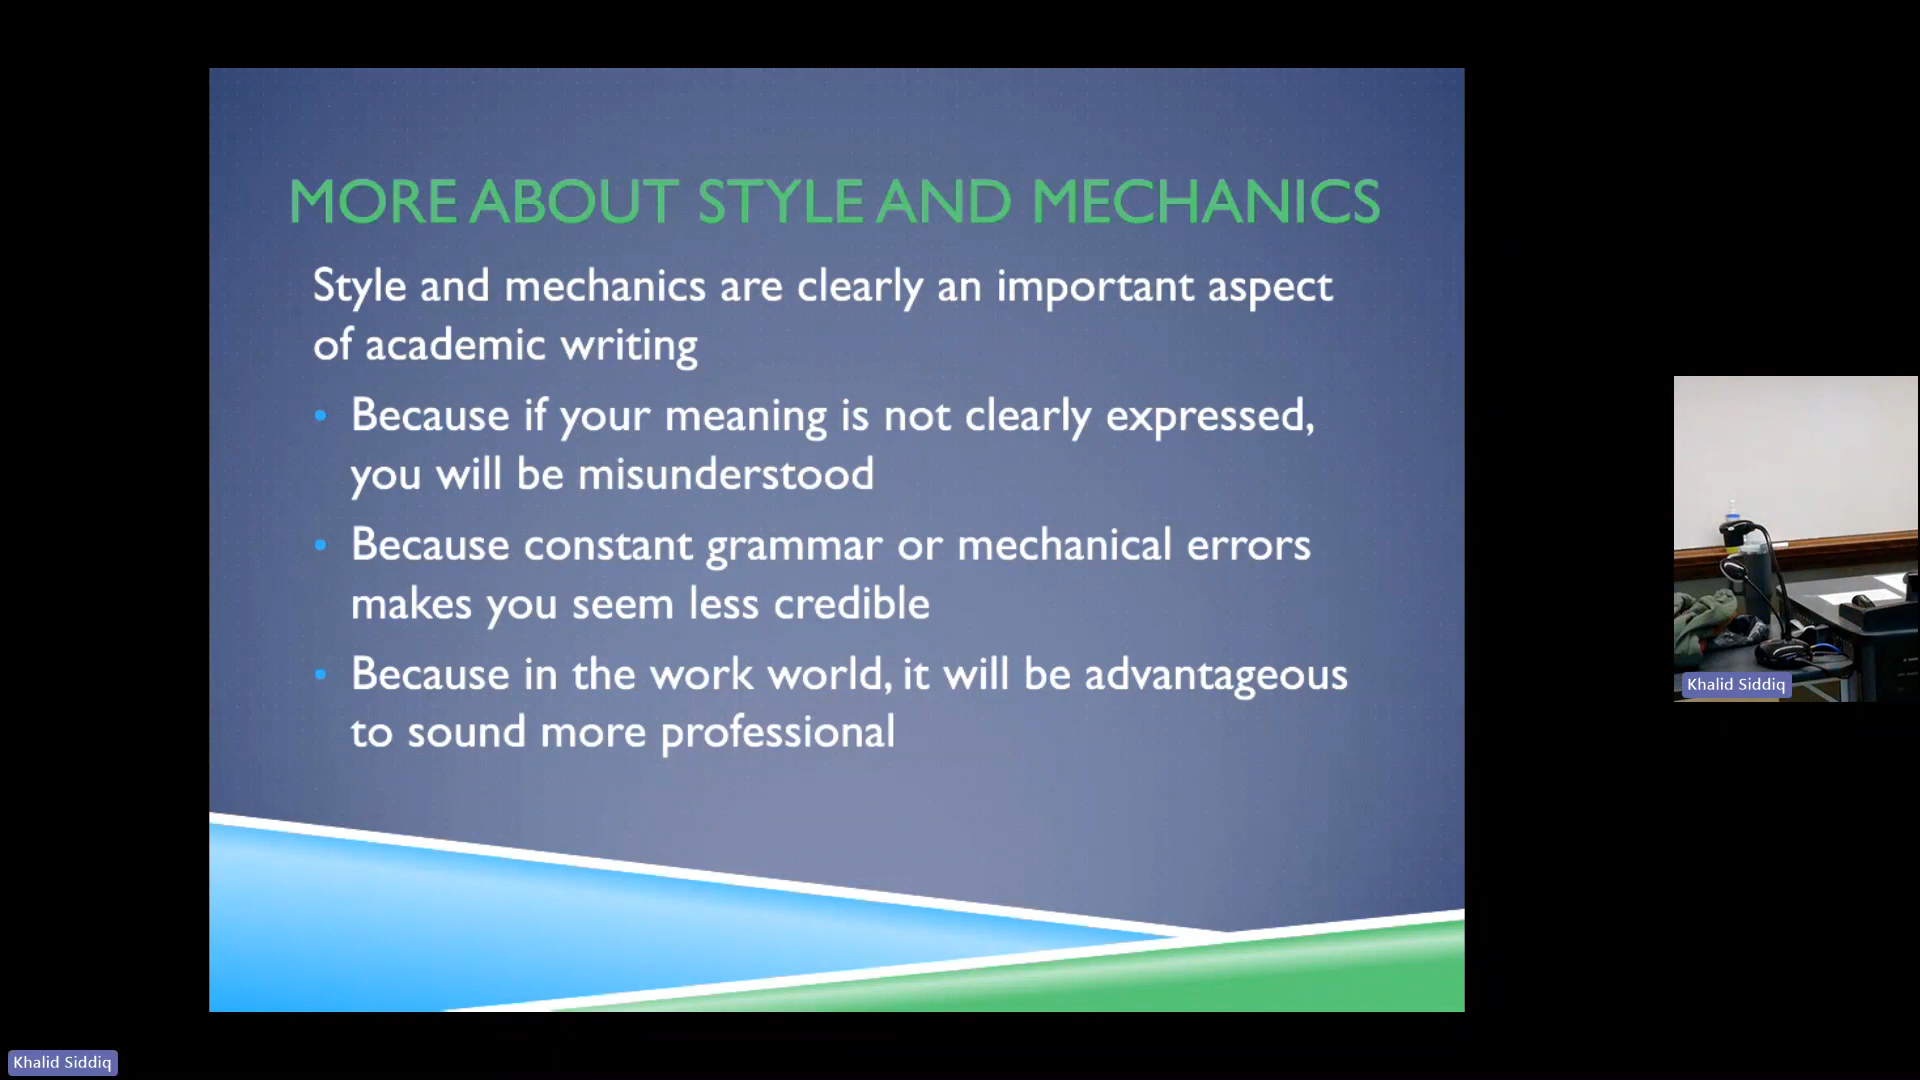 MORE ABOUT STYLE AND MECHANICS
Style and mechanics are clearly an important aspect
of academic writing
• Because if your meaning is not clearly expressed,
you will be misunderstood
• Because constant grammar or mechanical errors
makes you seem less credible
• Because in the work world, it will be advantageous
to sound more professional
Khalid Siddiq
Khalid Siddiq